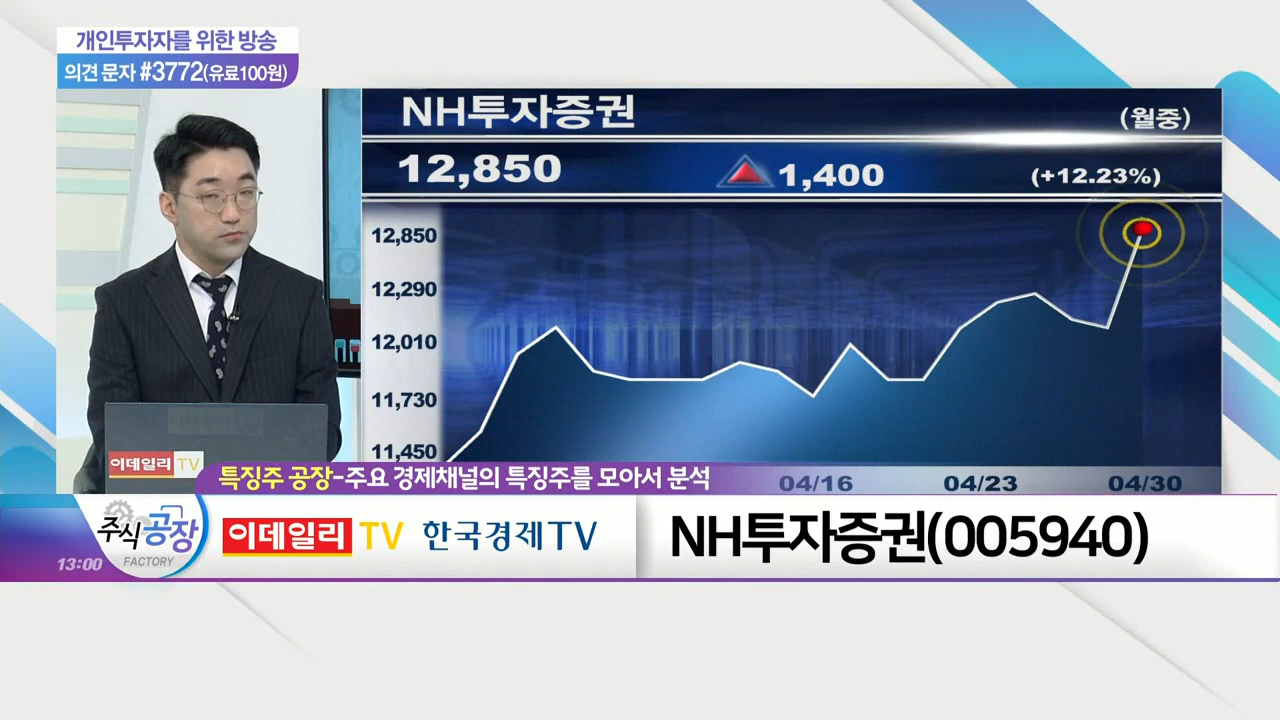 개인투자자를 위한 방송
의견 문자 #3772(유료100원)
NH투자증권
(월중)
12,850
1,400
(+12.23%)
12,850
12,290
12,010
11,730
11,450
04/16
04/23
04/30
이데일리 TV
특징주 공장-주요 경제채널의 특징주를 모아서 분석
주식공장
FACTORY
13:00
이데일리 TV
한국경제TV
NH투자증권(005940)